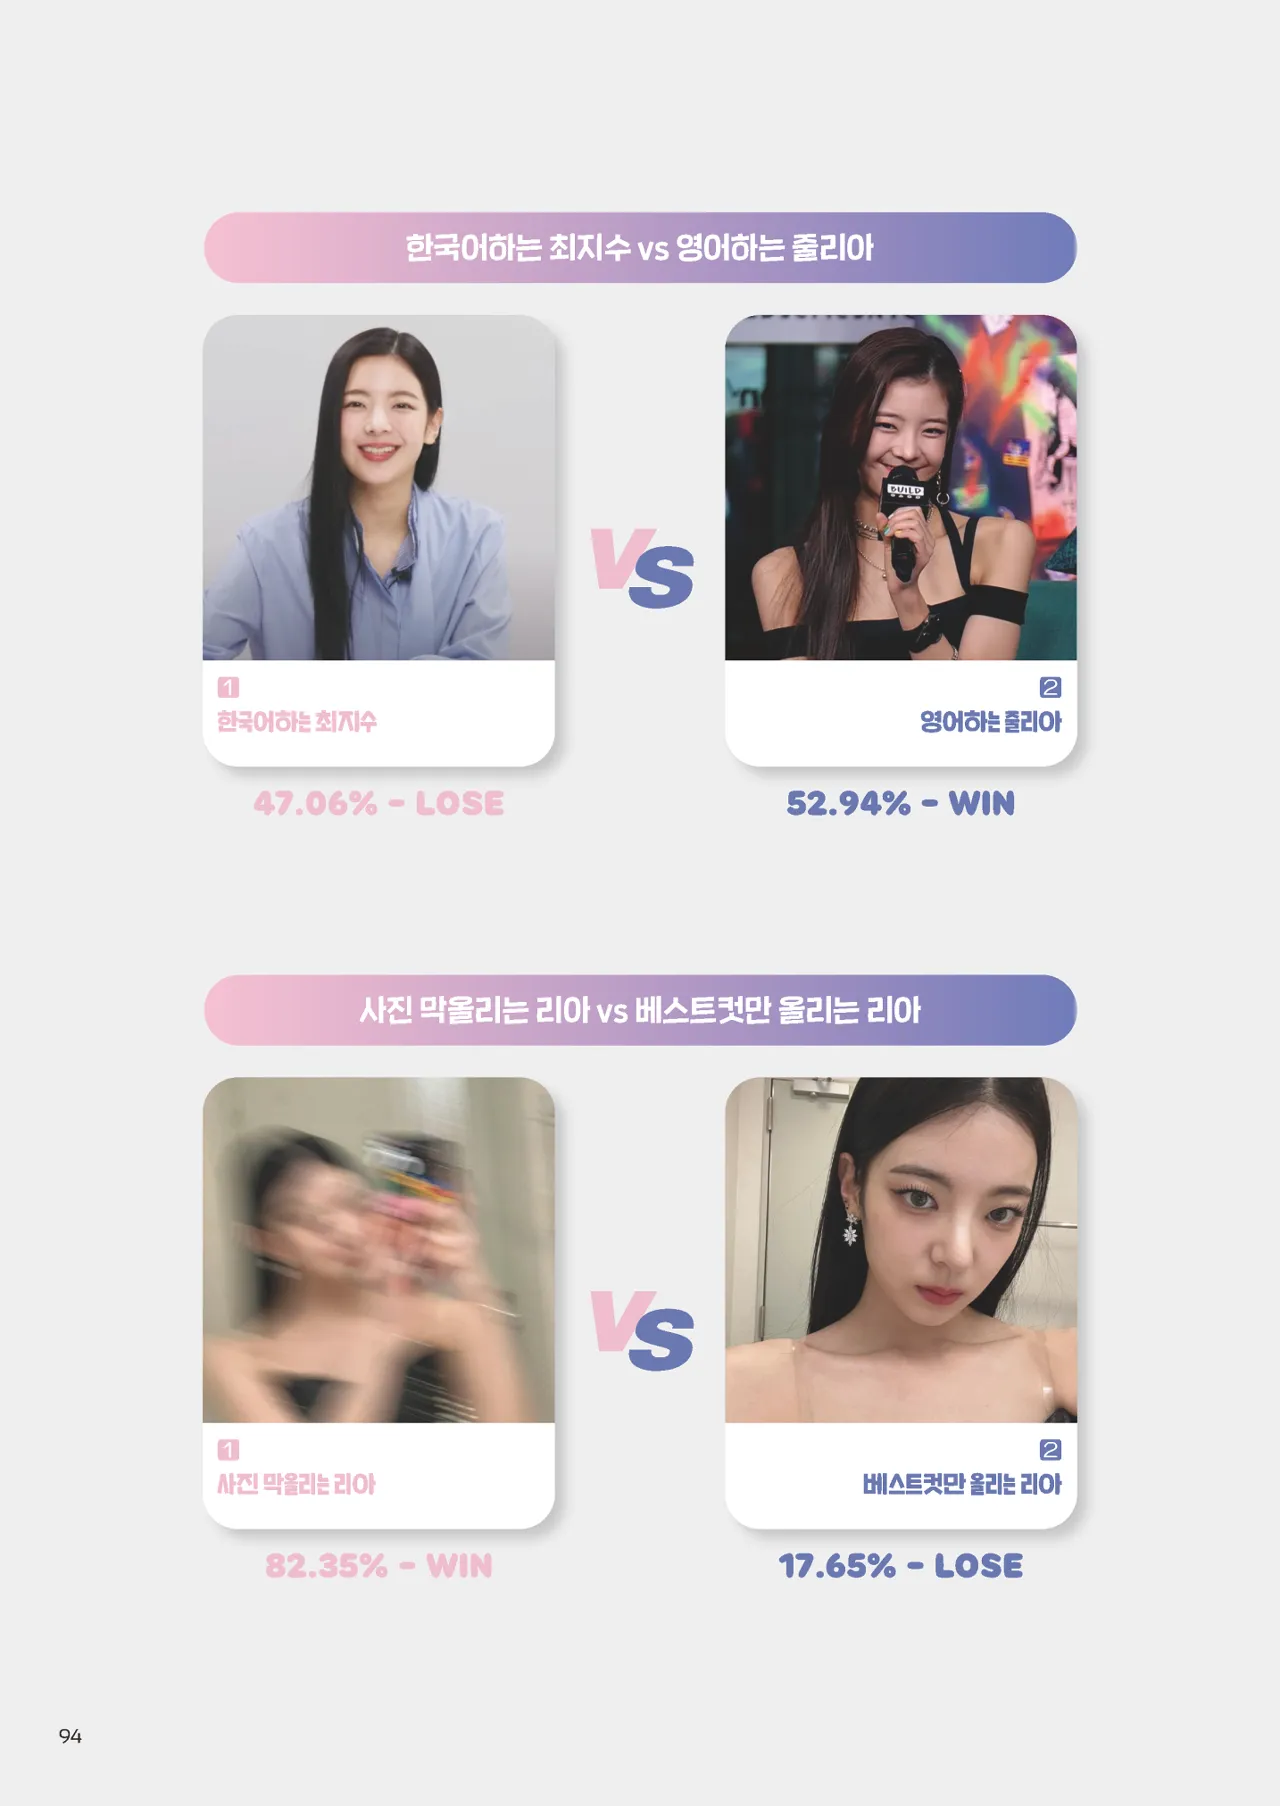 한국어하는 최지수 vs 영어하는 줄리아
BUILD
VS
1
한국어하는 최지수
2
영어하는 줄리아
47.06% - LOSE
52.94% - WIN
사진 막올리는 리아 vs 베스트컷만 올리는 리아
VS
1
사진 막올리는 리아
2
베스트컷만 올리는 리아
82.35% - WIN
17.65% - LOSE
94